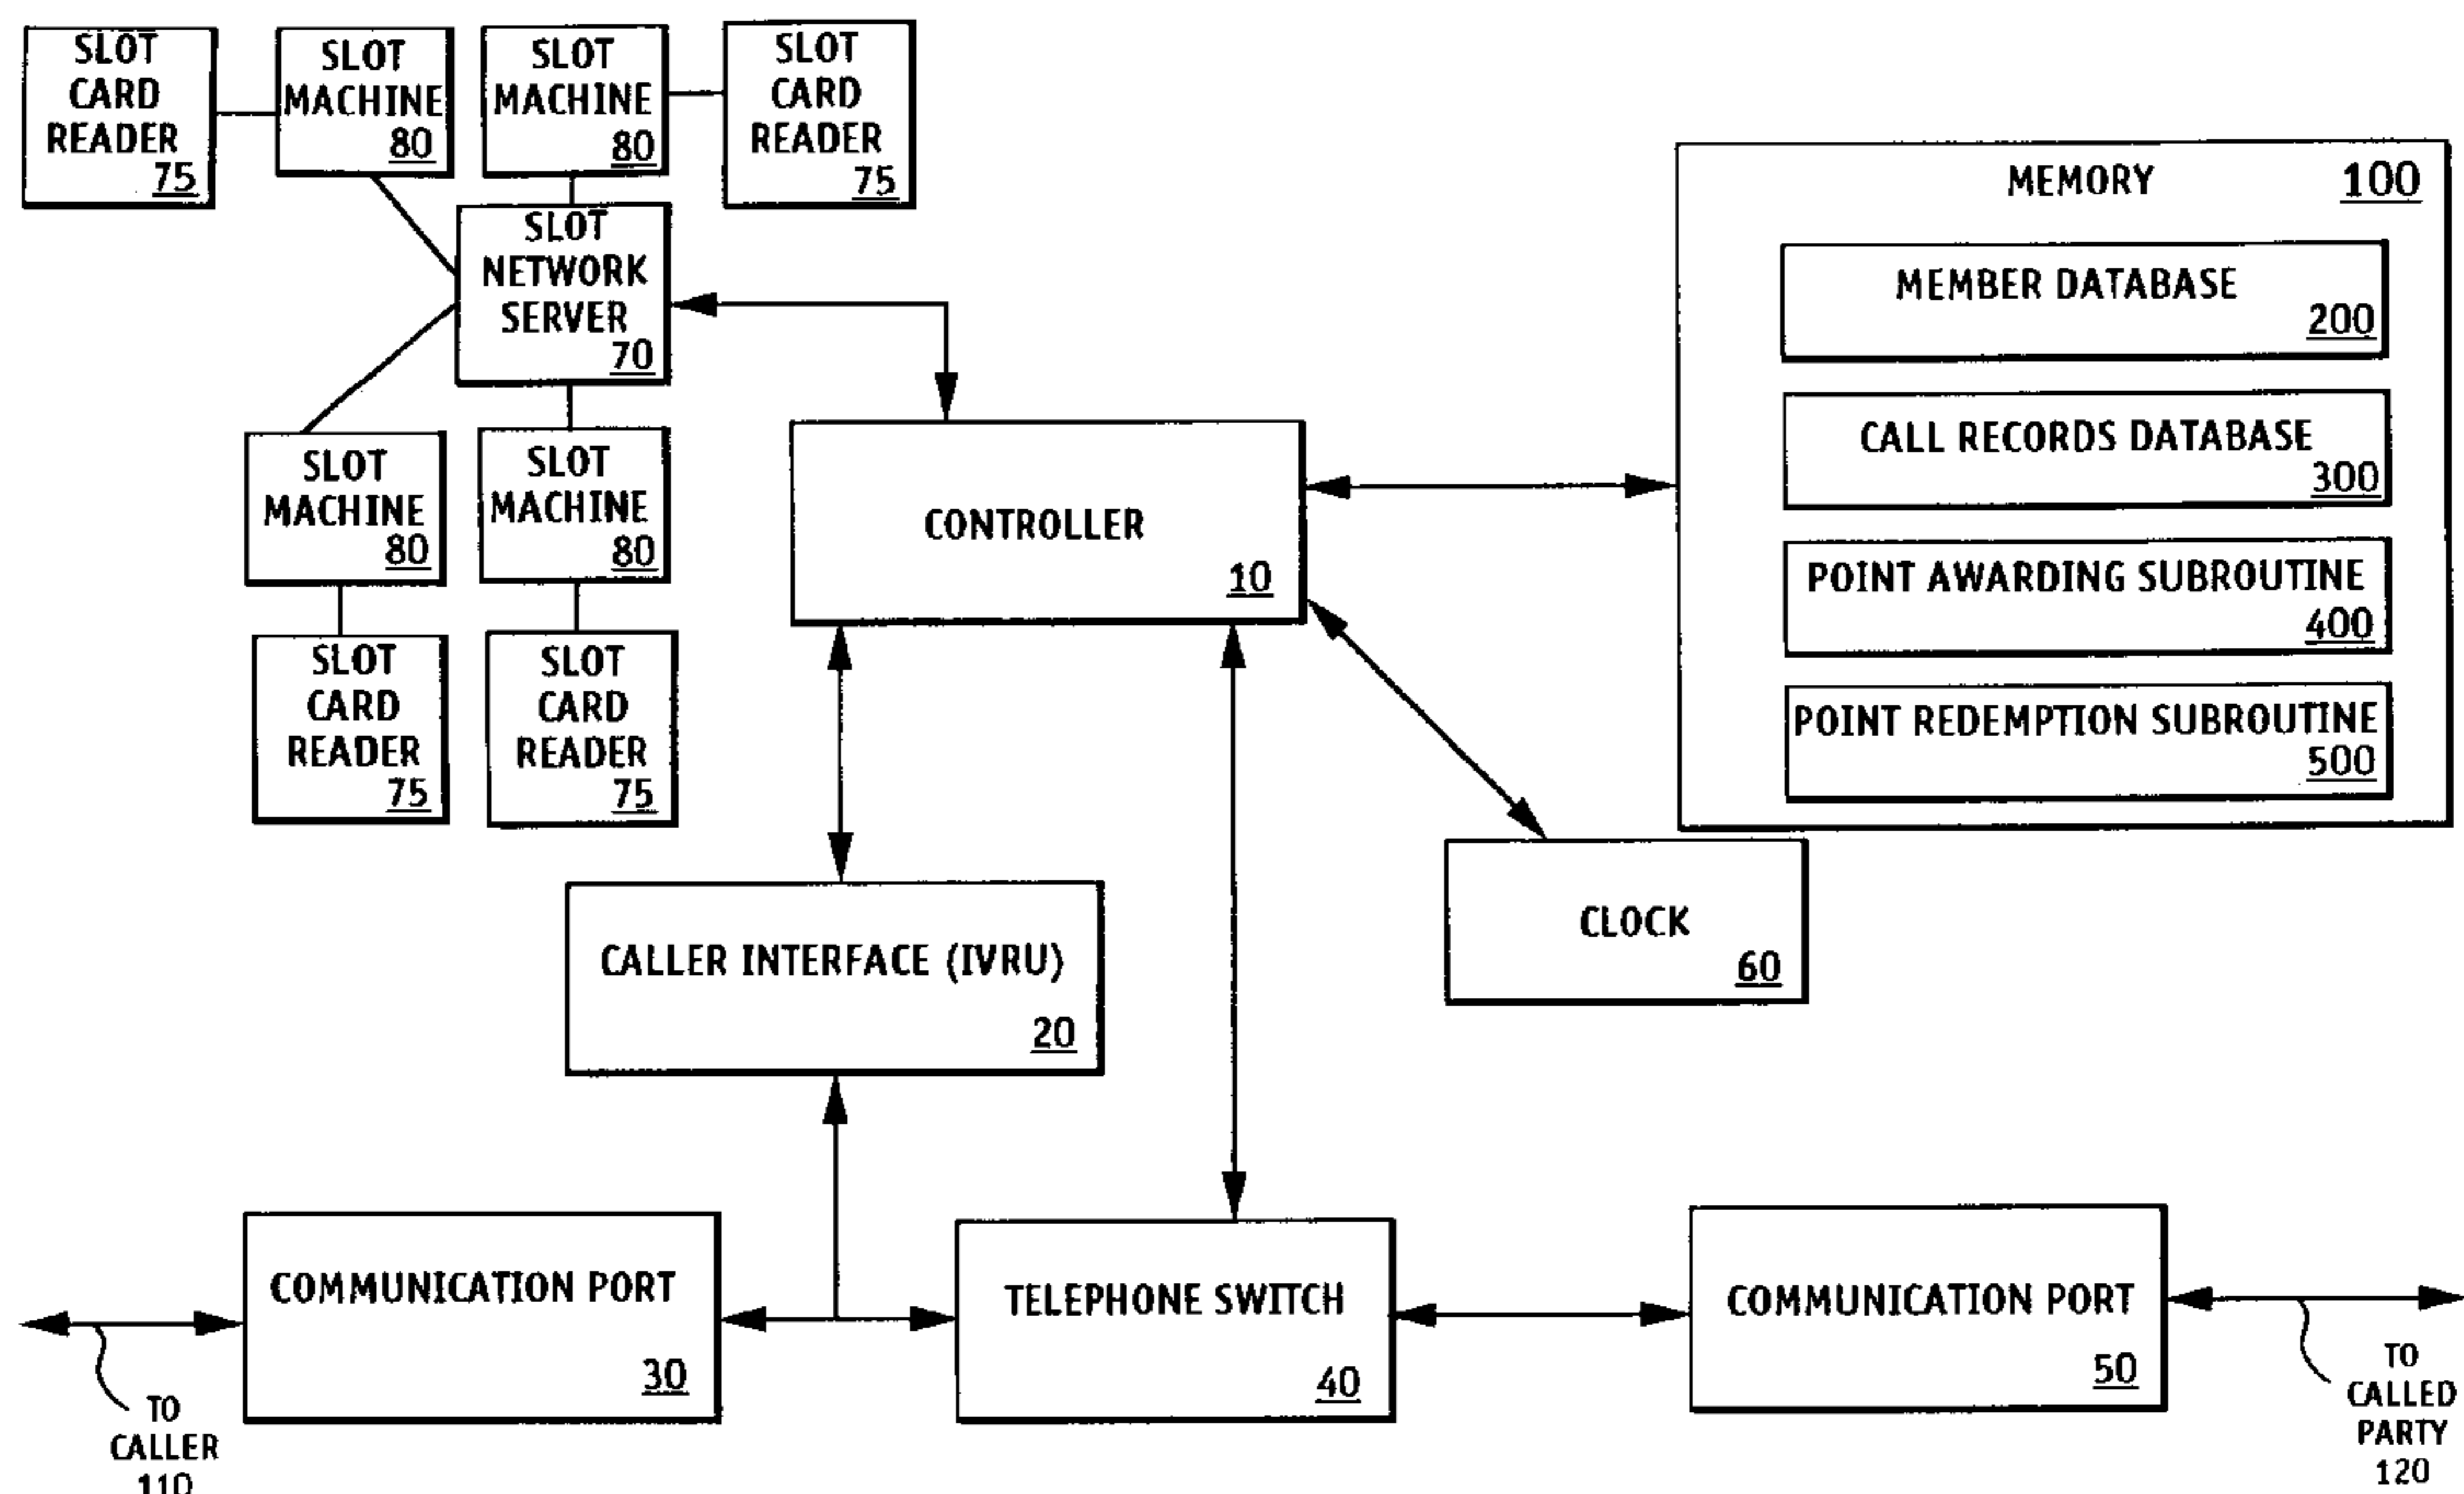 SLOT
CARD
READER
75
SLOT
MACHINE
80
SLOT
MACHINE
80
SLOT
CARD
READER
75
SLOT
NETWORK
SERVER
70
SLOT
MACHINE
80
SLOT
MACHINE
80
SLOT
CARD
READER
75
SLOT
CARD
READER
75
CONTROLLER
10
MEMORY 100
MEMBER DATABASE
200
CALL RECORDS DATABASE
300
POINT AWARDING SUBROUTINE
400
POINT REDEMPTION SUBROUTINE
500
CLOCK
60
CALLER INTERFACE (IVRU)
20
COMMUNICATION PORT
30
TELEPHONE SWITCH
40
COMMUNICATION PORT
50
TO
CALLER
110
TO
CALLED
PARTY
120